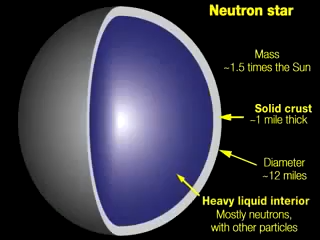 Neutron star
Mass
~1.5 times the Sun
Solid crust
~1 mile thick
Diameter
~12 miles
Heavy liquid interior
Mostly neutrons,
with other particles